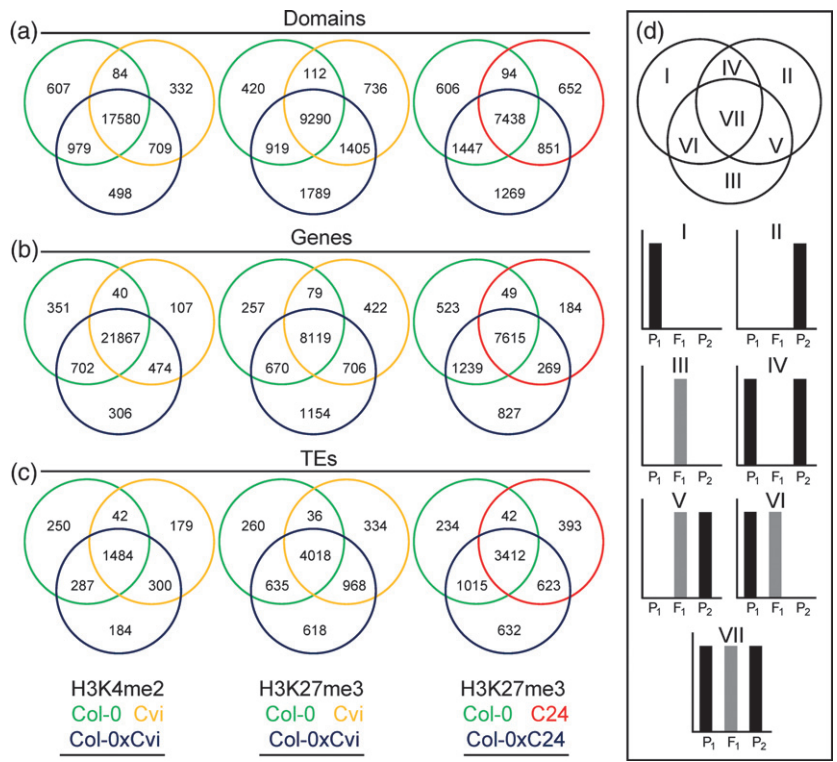 (a) Domains
607 84 332
17580
979 709
498
420 112 736
9290
919 1405
1789
606 94 652
7438
1447 851
1269
(b) Genes
351 40 107
21867
702 474
306
257 79 422
8119
670 706
1154
523 49 184
7615
1239 269
827
(c) TEs
250 42 179
1484
287 300
184
260 36 334
4018
635 968
618
234 42 393
3412
1015 623
632
H3K4me2
Col-0 Cvi
Col-0xCvi
H3K27me3
Col-0 Cvi
Col-0xCvi
H3K27me3
Col-0 C24
Col-0xC24
(d)
I IV II
VII
VI V
III
I
P1 F1 P2
II
P1 F1 P2
III
P1 F1 P2
IV
P1 F1 P2
V
P1 F1 P2
VI
P1 F1 P2
VII
P1 F1 P2